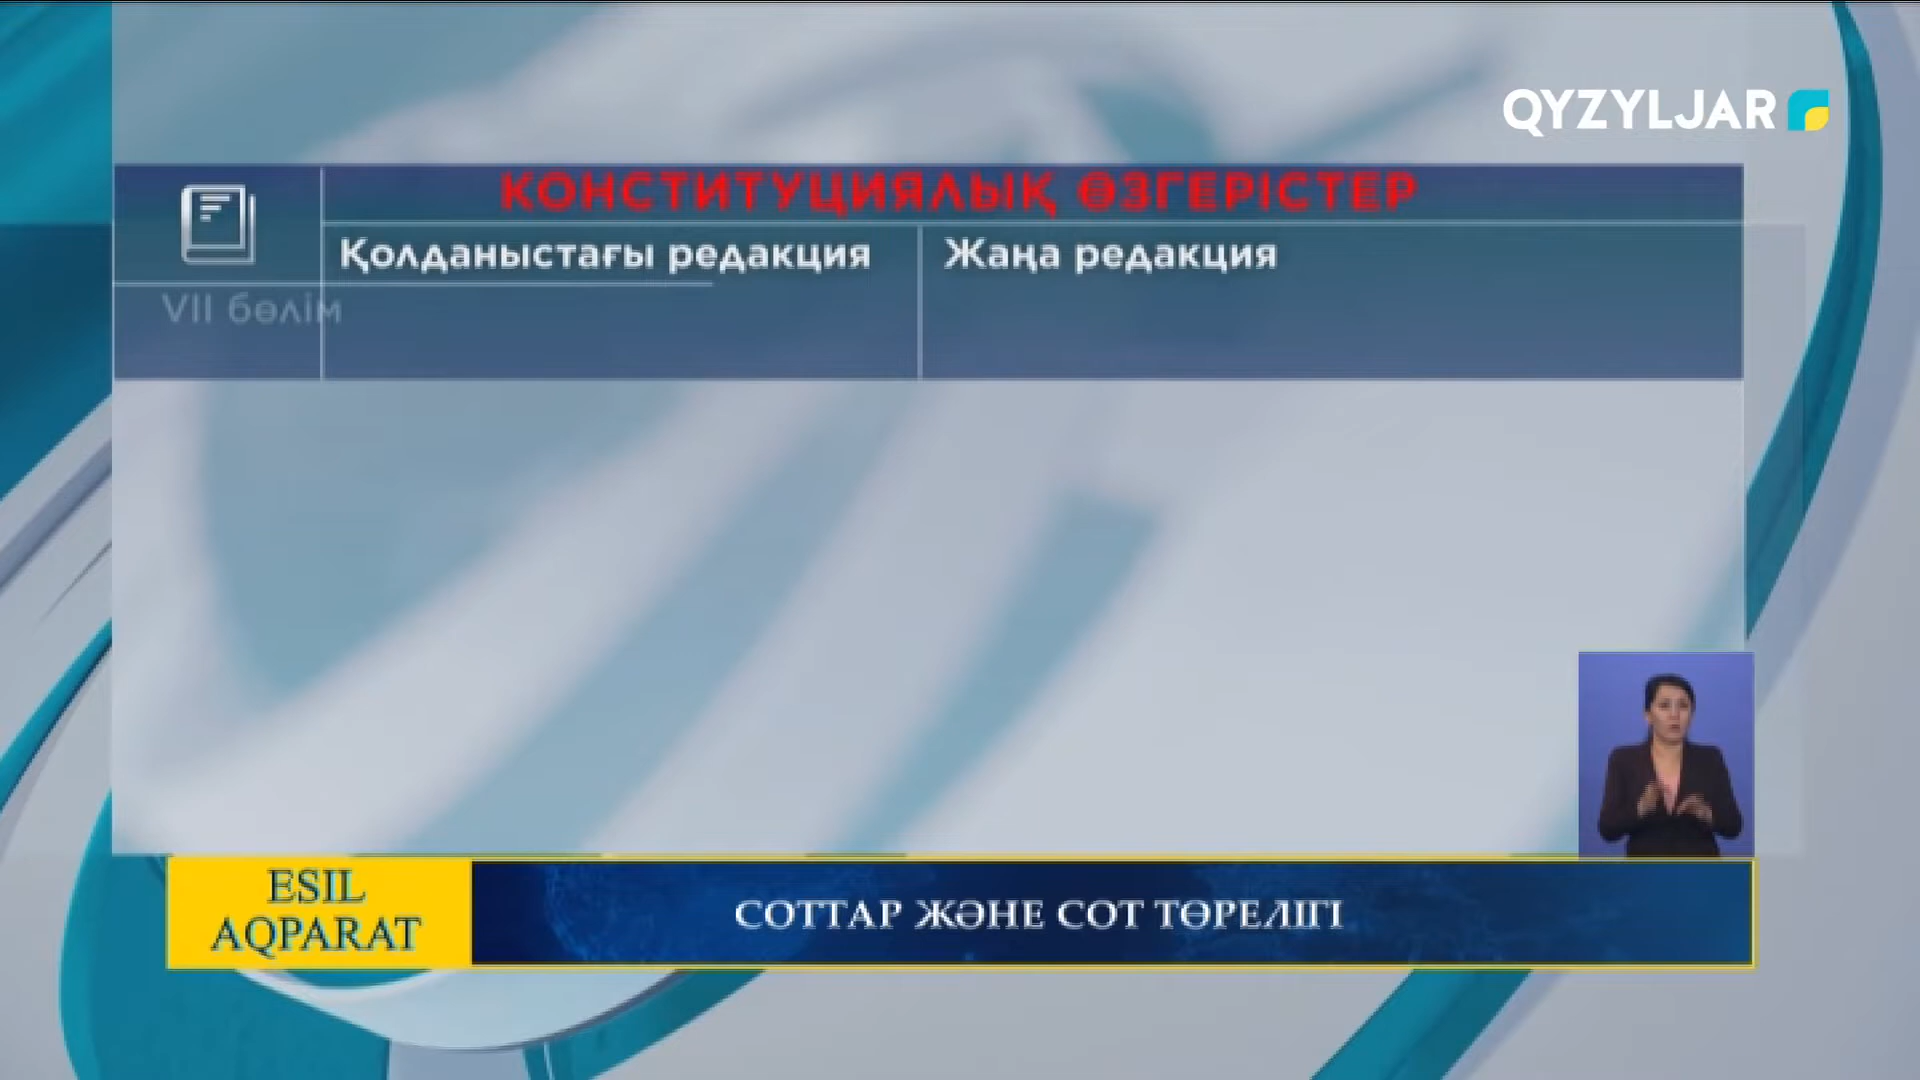 QYZYLJAR
КОНСТИТУЦИЯЛЫҚ ӨЗГЕРІСТЕР
Қолданыстағы редакция
Жаңа редакция
VII бөлім
ESIL
AQPARAT
СОТТАР ЖӘНЕ СОТ ТӨРЕЛІГІ